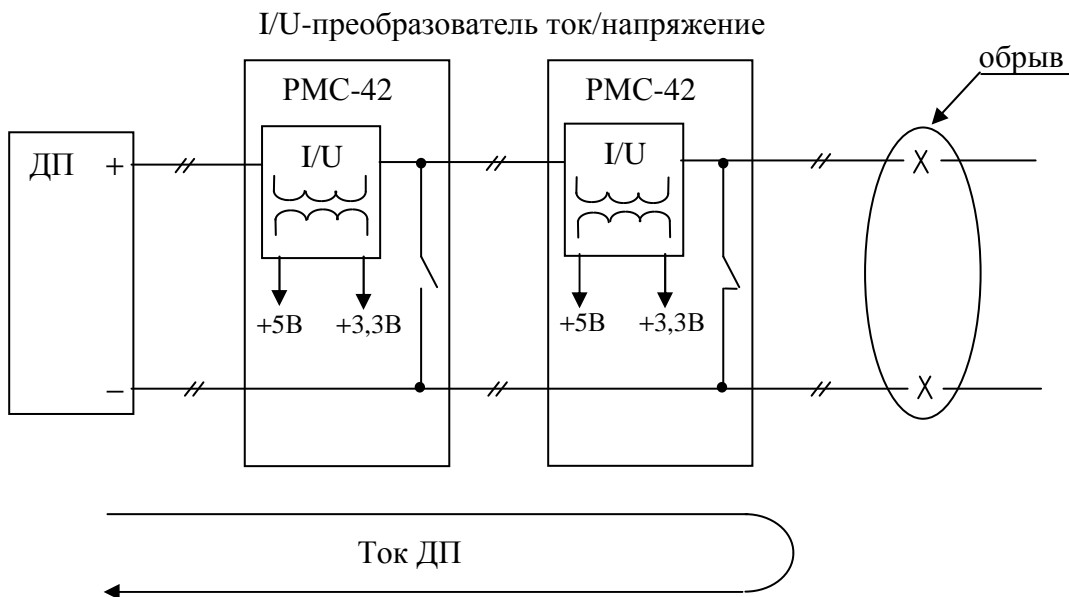 I/U-преобразователь ток/напряжение
обрыв
РМС-42
РМС-42
ДП
+
I/U
I/U
X
+5В
+3,3В
+5В
+3,3В
–
X
Ток ДП